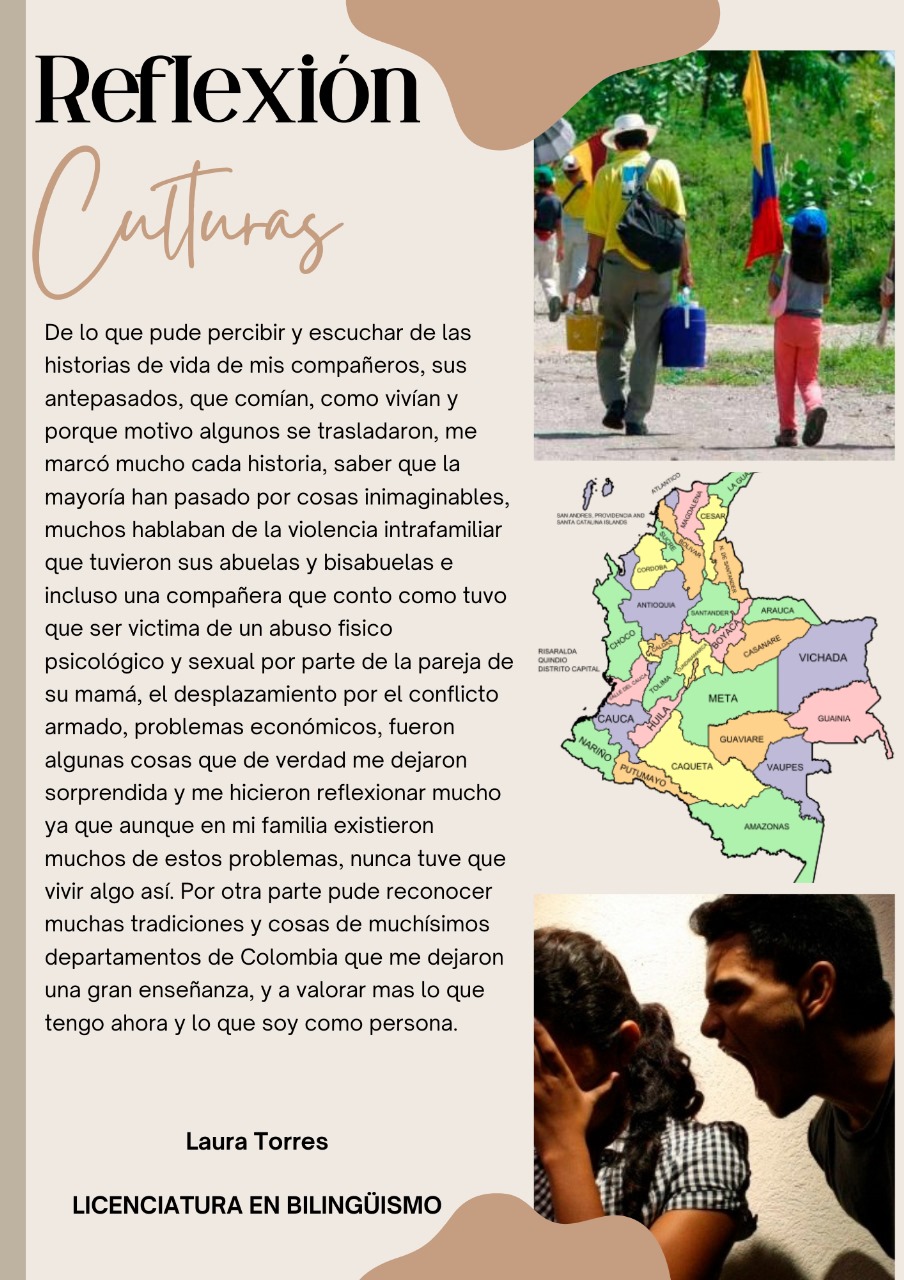 Reflexión
Culturas
De lo que pude percibir y escuchar de las
historias de vida de mis compañeros, sus
antepasados, que comían, como vivían y
porque motivo algunos se trasladaron, me
marcó mucho cada historia, saber que la
mayoría han pasado por cosas inimaginables,
muchos hablaban de la violencia intrafamiliar
que tuvieron sus abuelas y bisabuelas e
incluso una compañera que conto como tuvo
que ser victima de un abuso fisico
psicológico y sexual por parte de la pareja de
su mamá, el desplazamiento por el conflicto
armado, problemas económicos, fueron
algunas cosas que de verdad me dejaron
sorprendida y me hicieron reflexionar mucho
ya que aunque en mi familia existieron
muchos de estos problemas, nunca tuve que
vivir algo así. Por otra parte pude reconocer
muchas tradiciones y cosas de muchísimos
departamentos de Colombia que me dejaron
una gran enseñanza, y a valorar mas lo que
tengo ahora y lo que soy como persona.
Laura Torres
LICENCIATURA EN BILINGÜISMO
ATLANTICO
LA GUA
MAGDALENA
SAN ANDRES, PROVIDENCIA AND
SANTA CATALINA ISLANDS
CESAR
SUCRE
BOLIVAR
N. DE SANTANDER
CORDOBA
ANTIOQUIA
SANTANDER
ARAUCA
CHOCO
BOYACA
CALDAS
CASANARE
CUNDINAMARCA
RISARALDA
QUINDIO
DISTRITO CAPITAL
VICHADA
VALLE DEL CAUCA
TOLIMA
META
CAUCA
HUILA
GUAINIA
NARIÑO
GUAVIARE
PUTUMAYO
CAQUETA
VAUPES
AMAZONAS